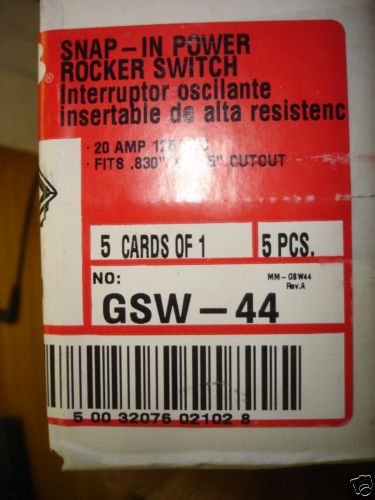 SNAP-IN POWER
ROCKER SWITCH
Interruptor oscilante
insertable de alta resistenc
· 20 AMP
· FITS .830" X CUTOUT
5 CARDS OF 1
5 PCS.
NO:
MM-GSW44
Rev.A
GSW-44
5 00 32076 02102 8